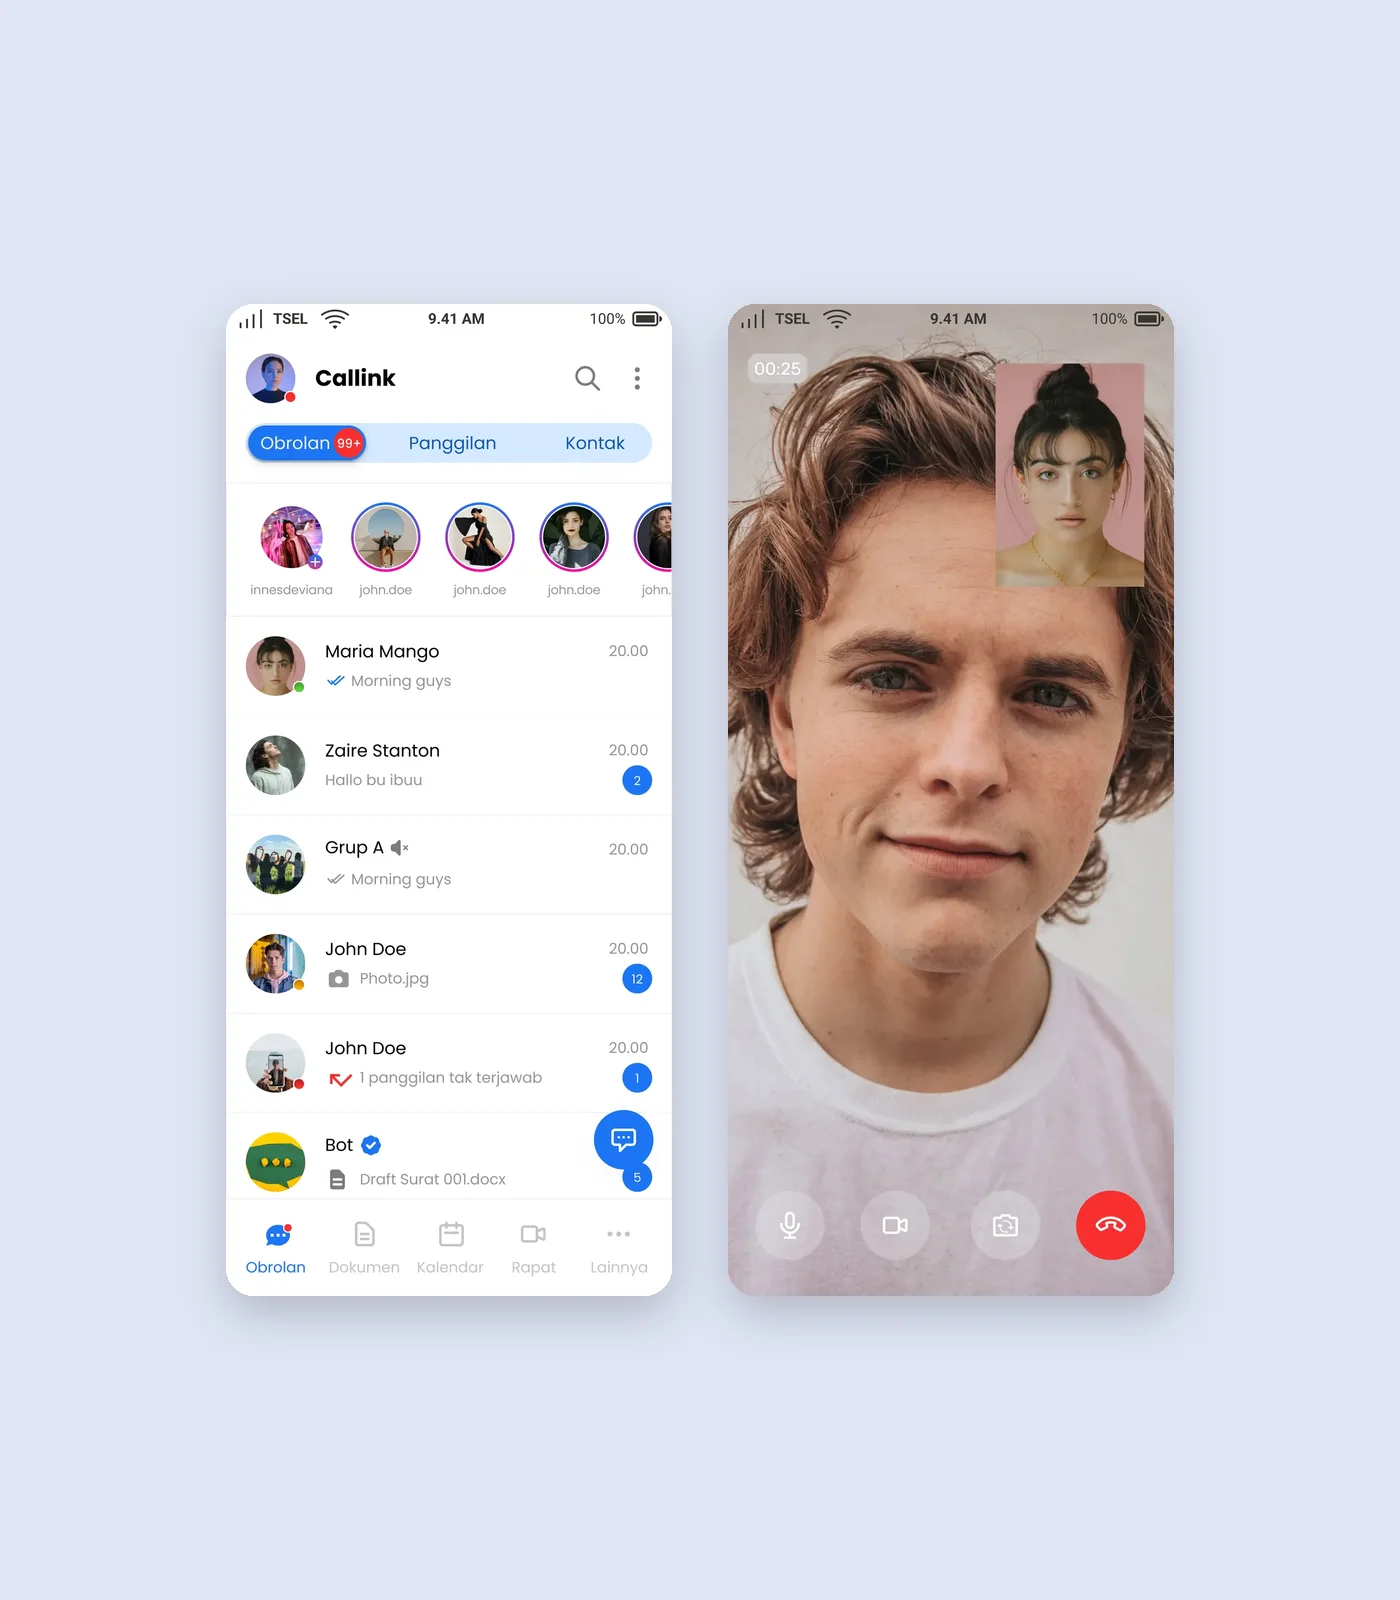 TSEL 9.41 AM 100%
Callink
Obrolan 99+ Panggilan Kontak
innesdeviana john.doe john.doe john.doe john.
Maria Mango 20.00
Morning guys
Zaire Stanton 20.00
Hallo bu ibuu 2
Grup A 20.00
Morning guys
John Doe 20.00
Photo.jpg 12
John Doe 20.00
1 panggilan tak terjawab 1
Bot
Draft Surat 001.docx 5
Obrolan Dokumen Kalendar Rapat Lainnya
TSEL 9.41 AM 100%
00:25